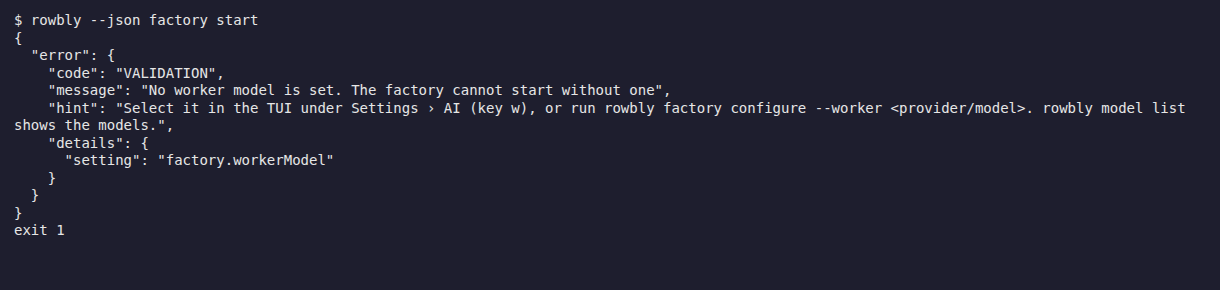 $ rowbly --json factory start
{
  "error": {
    "code": "VALIDATION",
    "message": "No worker model is set. The factory cannot start without one",
    "hint": "Select it in the TUI under Settings › AI (key w), or run rowbly factory configure --worker <provider/model>. rowbly model list
shows the models.",
    "details": {
      "setting": "factory.workerModel"
    }
  }
}
exit 1